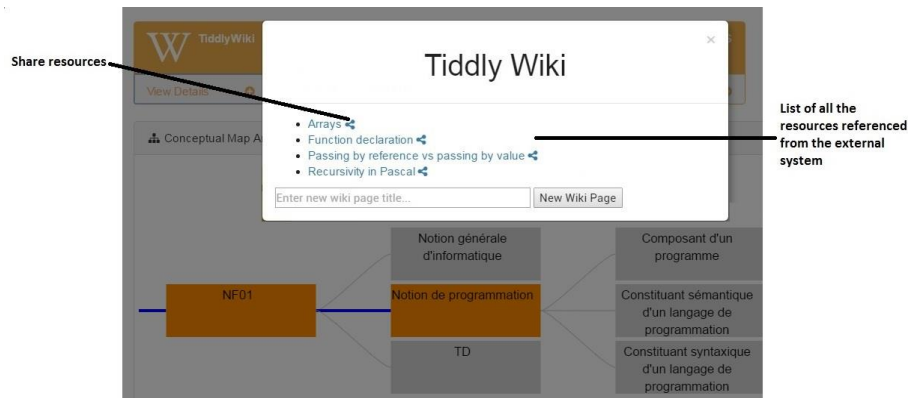 TiddlyWiki
×
Tiddly Wiki
Share resources
View Details
Arrays
Function declaration
Passing by reference vs passing by value
Recursivity in Pascal
List of all the
resources referenced
from the external
system
Conceptual Map
Enter new wiki page title...
New Wiki Page
Notion générale
d'informatique
Composant d'un
programme
NF01
Notion de programmation
Constituant sémantique
d'un langage de
programmation
TD
Constituant syntaxique
d'un langage de
programmation